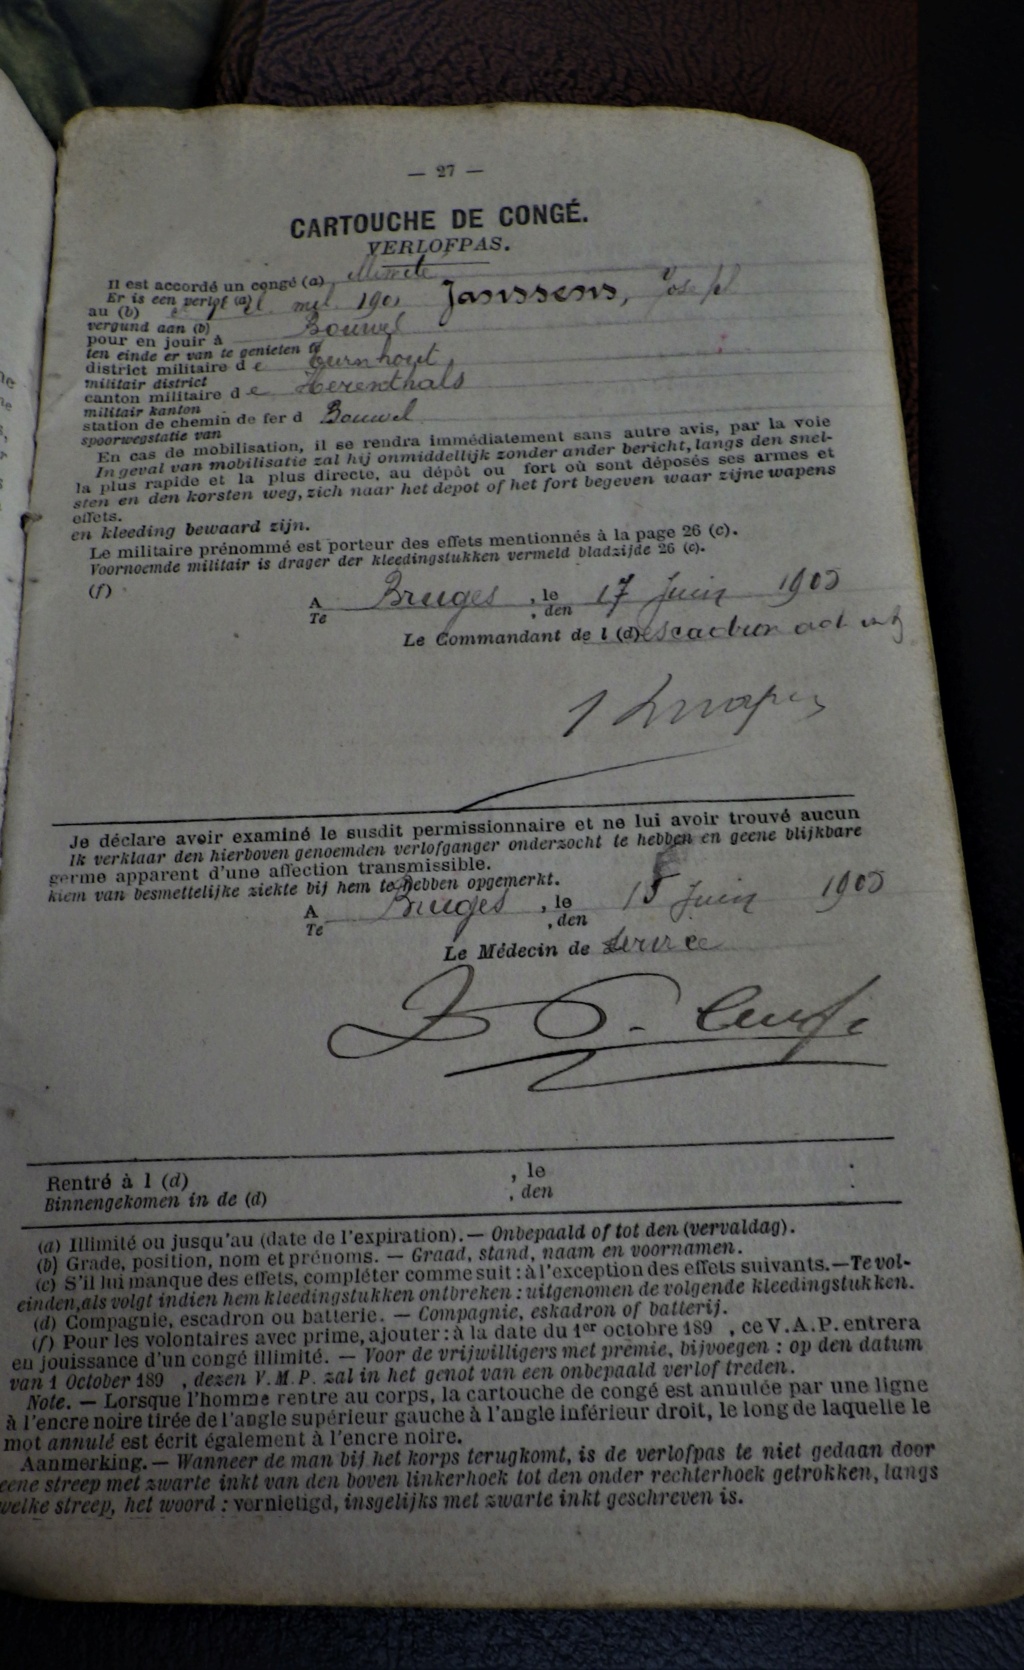 — 27 —
CARTOUCHE DE CONGÉ.
VERLOFPAS.
Il est accordé un congé (a)
Er is een verlof (a)
au (b) mil. 1901 Janssens, Joseph
vergund aan (b)
pour en jouir à Bouwel
ten einde er van te genieten te
district militaire d e Turnhout,
militair district
canton militaire d e Herenthals
militair kanton
station de chemin de fer d Bouwel
spoorwegstatie van
En cas de mobilisation, il se rendra immédiatement sans autre avis, par la voie
In geval van mobilisatie zal hij onmiddellijk zonder ander bericht, langs den snel-
la plus rapide et la plus directe, au dépôt ou fort où sont déposés ses armes et
sten en den korsten weg, zich naar het depot of het fort begeven waar zijne wapens
effets.
en kleeding bewaard zijn.
Le militaire prénommé est porteur des effets mentionnés à la page 26 (c).
Voornoemde militair is drager der kleedingstukken vermeld bladzijde 26 (c).
(f)
A Bruges , le 17 Juin 190
Te , den
Le Commandant de l (d) escadron
Je déclare avoir examiné le susdit permissionnaire et ne lui avoir trouvé aucun
Ik verklaar den hierboven genoemden verlofganger onderzocht te hebben en geene blijkbare
germe apparent d'une affection transmissible.
kiem van besmettelijke ziekte bij hem te hebben opgemerkt.
A Bruges , le 15 Juin 190
Te , den
Le Médecin de service
Rentré à l (d) , le
Binnengekomen in de (d) , den
(a) Illimité ou jusqu'au (date de l'expiration). — Onbepaald of tot den (vervaldag).
(b) Grade, position, nom et prénoms. — Graad, stand, naam en voornamen.
(c) S'il lui manque des effets, compléter comme suit : à l'exception des effets suivants. — Te vol-
einden, als volgt indien hem kleedingstukken ontbreken : uitgenomen de volgende kleedingstukken.
(d) Compagnie, escadron ou batterie. — Compagnie, eskadron of batterij.
(f) Pour les volontaires avec prime, ajouter : à la date du 1er octobre 189 , ce V. A. P. entrera
en jouissance d'un congé illimité. — Voor de vrijwilligers met premie, bijvoegen : op den datum
van 1 October 189 , dezen V. M. P. zal in het genot van een onbepaald verlof treden.
Note. — Lorsque l'homme rentre au corps, la cartouche de congé est annulée par une ligne
à l'encre noire tirée de l'angle supérieur gauche à l'angle inférieur droit, le long de laquelle le
mot annulé est écrit également à l'encre noire.
Aanmerking. — Wanneer de man bij het korps terugkomt, is de verlofpas te niet gedaan door
eene streep met zwarte inkt van den boven linkerhoek tot den onder rechterhoek getrokken, langs
welke streep, het woord : vernietigd, insgelijks met zwarte inkt geschreven is.